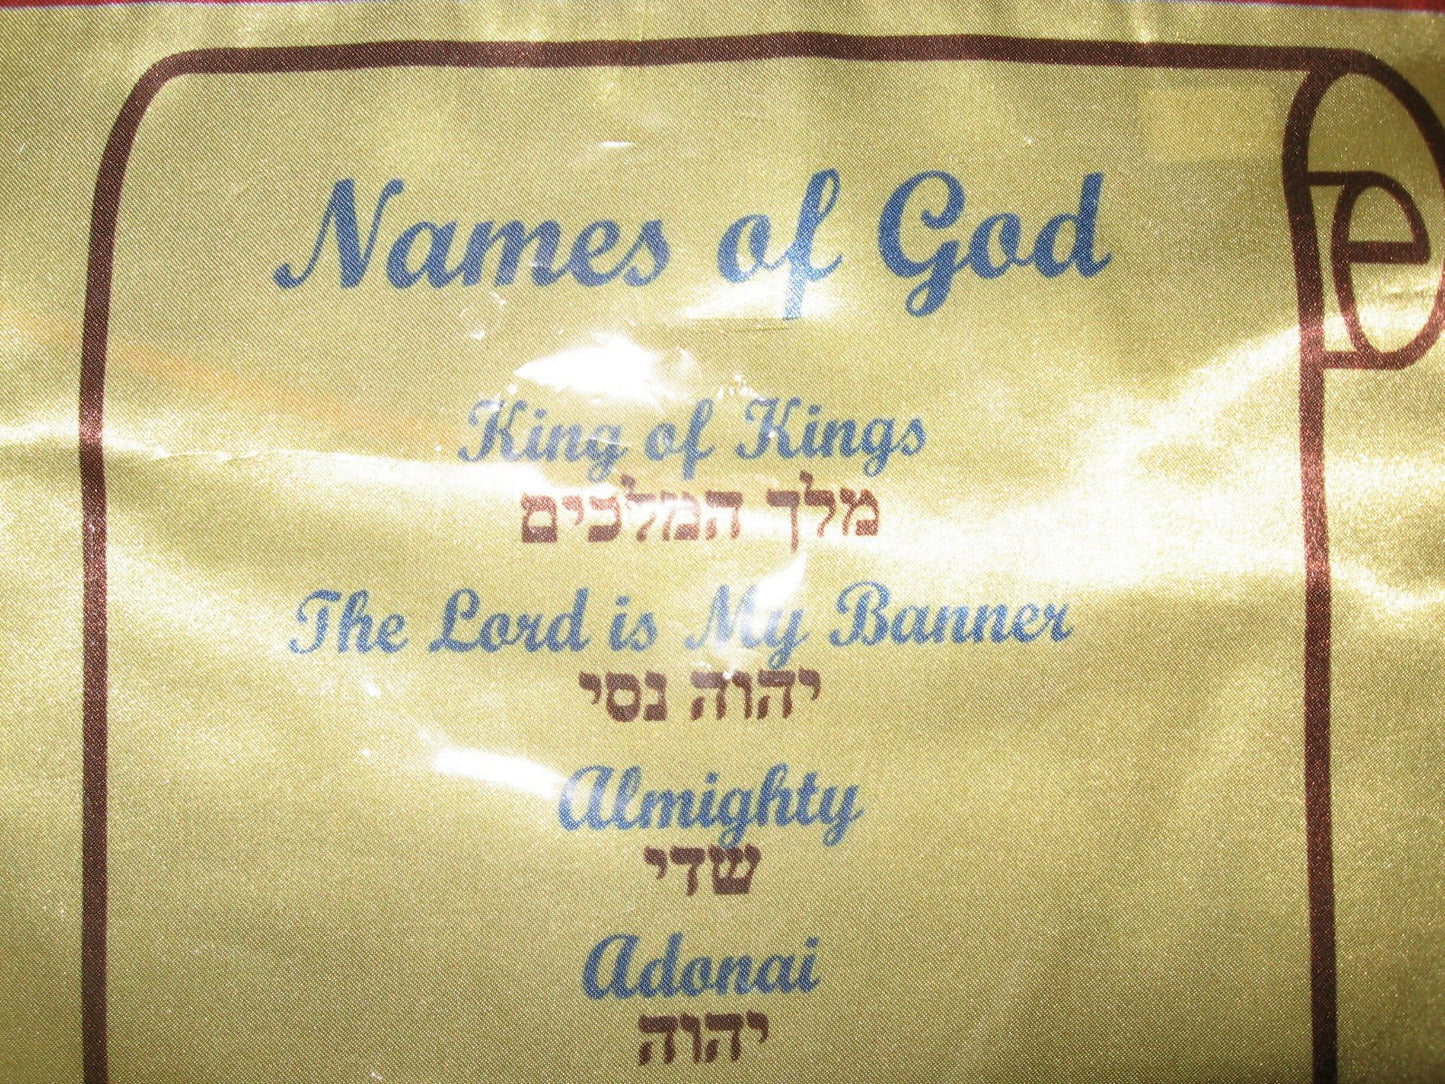 Names of God
King of Kings
מלך המלכים
The Lord is My Banner
יהוה נסי
Almighty
שדי
Adonai
יהוה